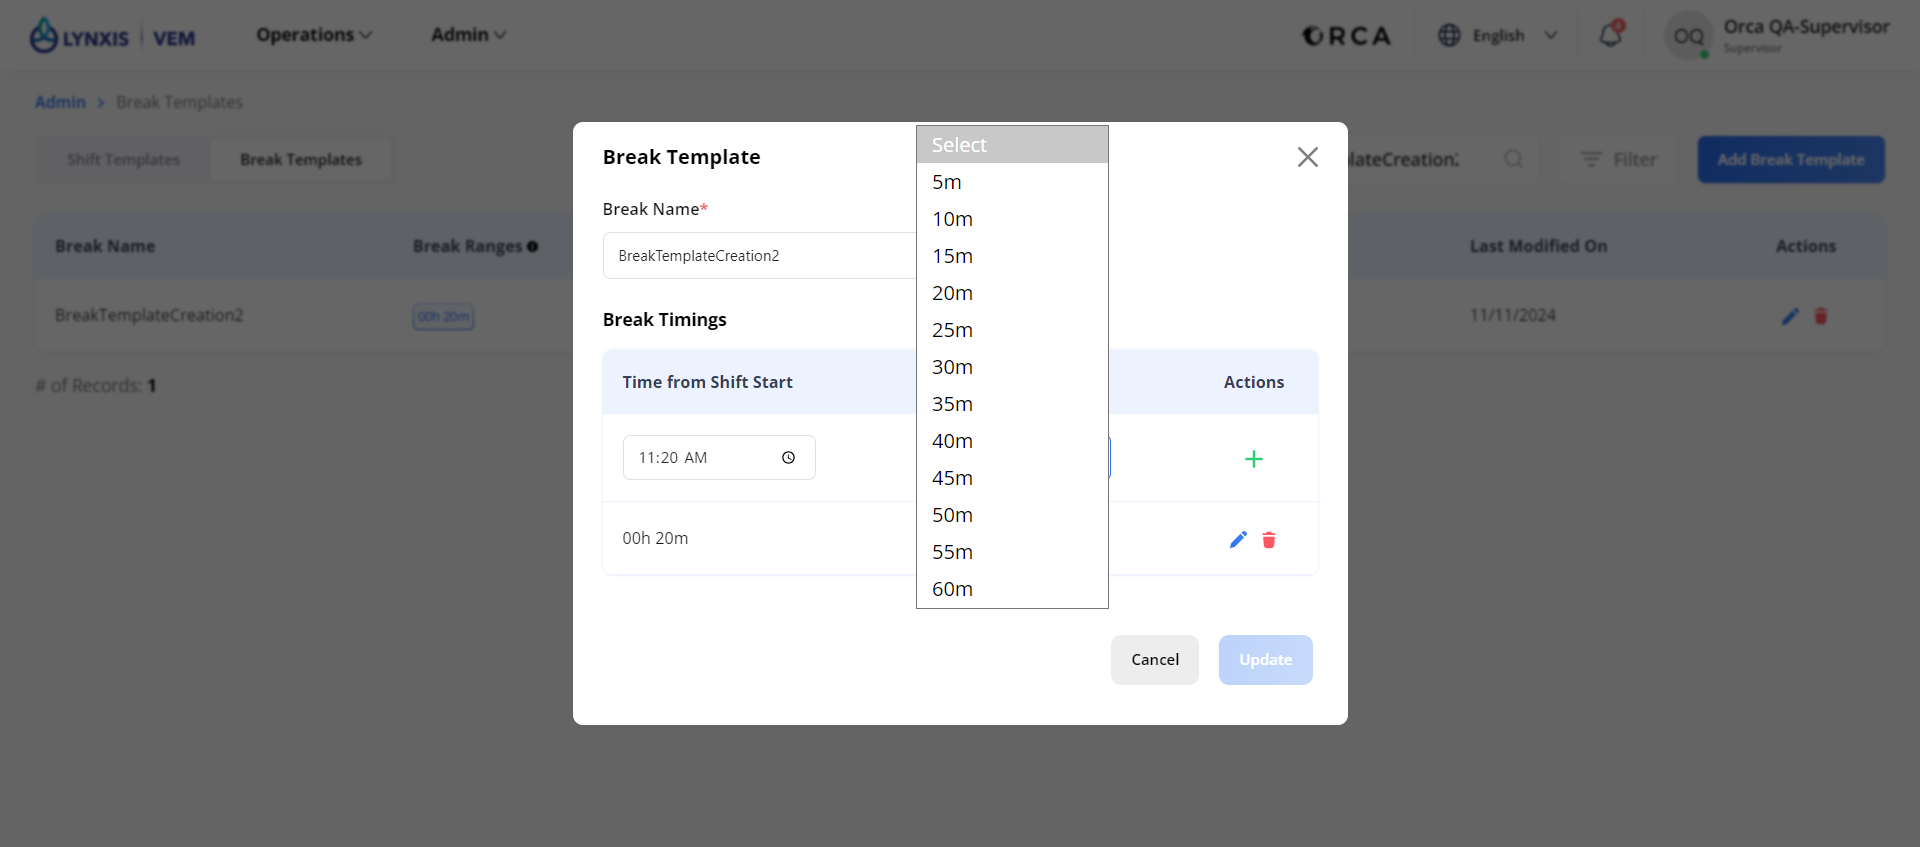 LYNXIS | VEM
Operations
Admin
ORCA
English
4
OQ
Orca QA-Supervisor
Supervisor
Admin > Break Templates
Shift Templates
Break Templates
Filter
Add Break Template
Break Name
Break Ranges
Last Modified On
Actions
BreakTemplateCreation2
00h 20m
11/11/2024
# of Records: 1
Break Template
Break Name*
BreakTemplateCreation2
Break Timings
Time from Shift Start
Actions
11:20 AM
00h 20m
Select
5m
10m
15m
20m
25m
30m
35m
40m
45m
50m
55m
60m
Cancel
Update